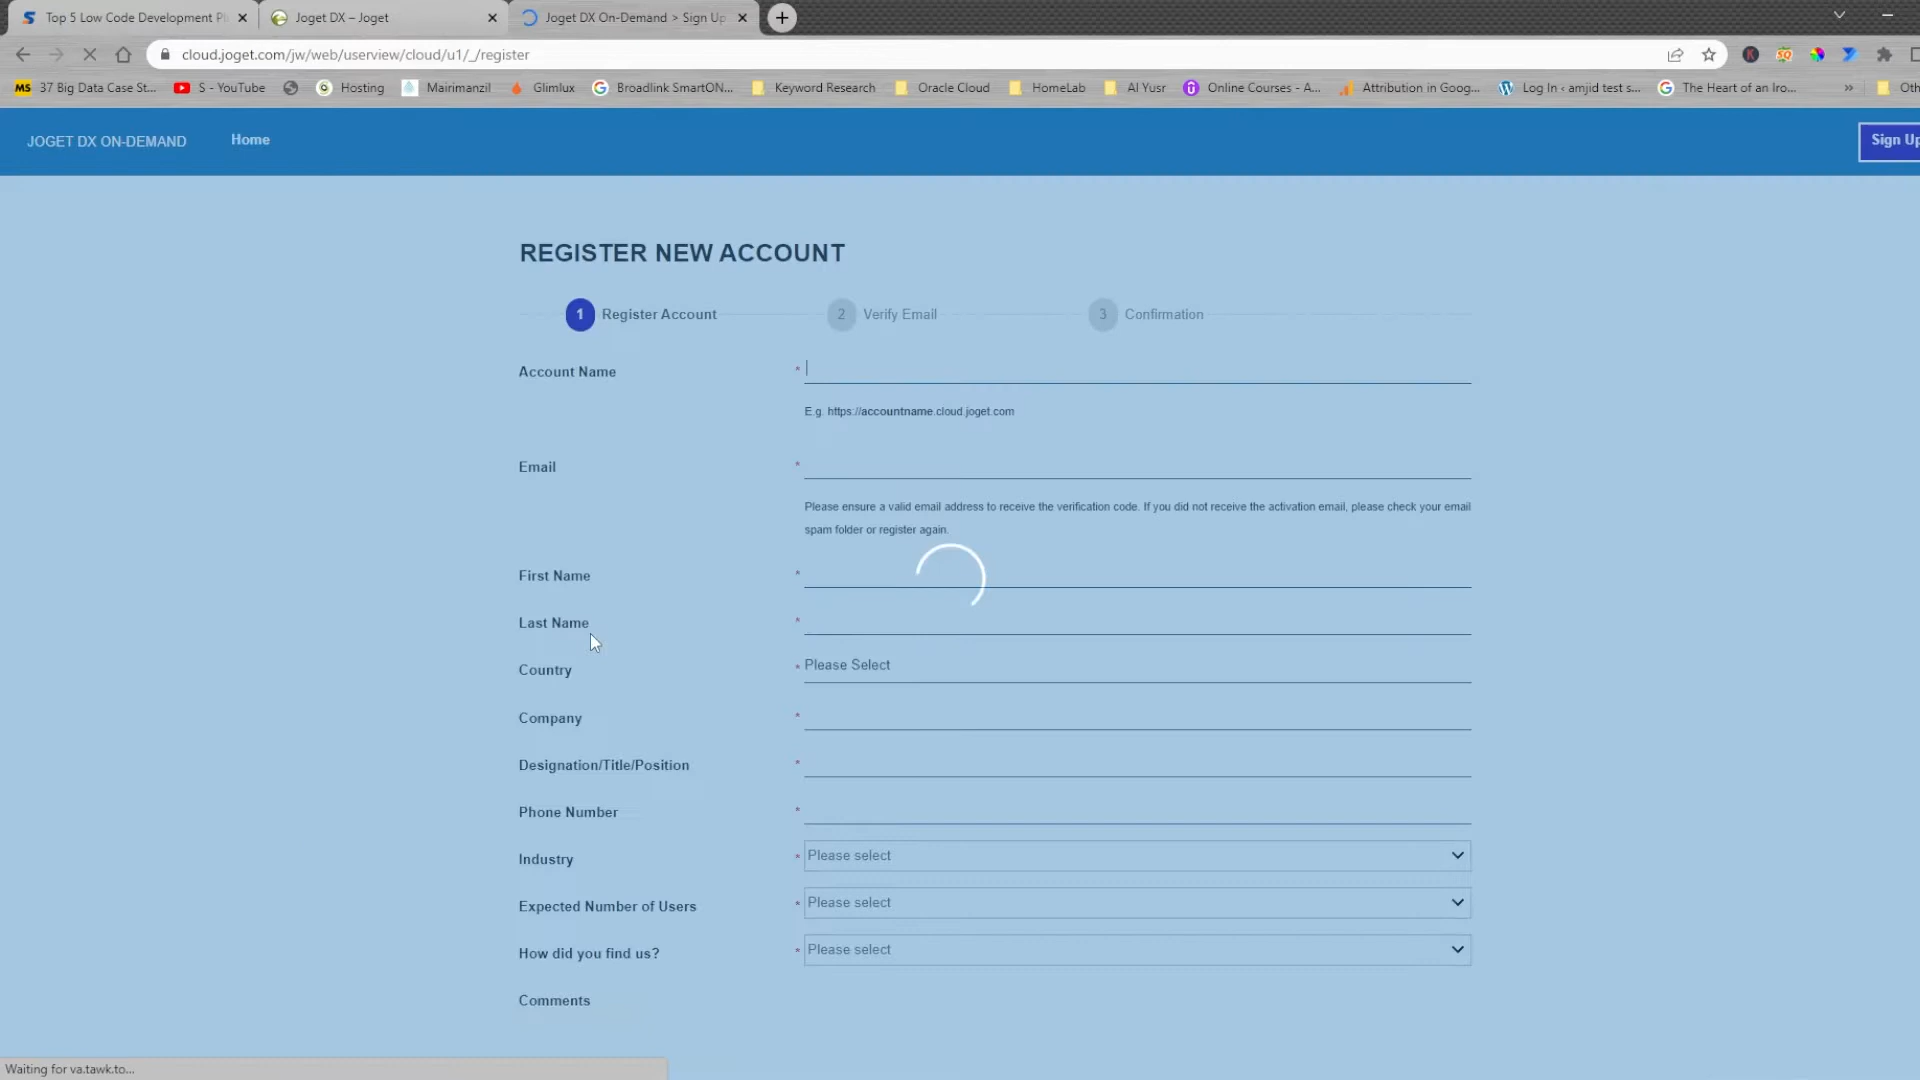 Top 5 Low Code Development Pl
Joget DX – Joget
Joget DX On-Demand > Sign Up
cloud.joget.com/jw/web/userview/cloud/u1/_/register
MS 37 Big Data Case St...
S - YouTube
Hosting
Mairimanzil
Glimlux
Broadlink SmartON...
Keyword Research
Oracle Cloud
HomeLab
Al Yusr
Online Courses - A...
Attribution in Goog...
Log In ‹ amjid test s...
The Heart of an Iro...
»
Oth
JOGET DX ON-DEMAND
Home
Sign Up
REGISTER NEW ACCOUNT
1 Register Account
2 Verify Email
3 Confirmation
Account Name *
E.g. https://accountname.cloud.joget.com
Email *
Please ensure a valid email address to receive the verification code. If you did not receive the activation email, please check your email
spam folder or register again.
First Name *
Last Name *
Country * Please Select
Company *
Designation/Title/Position *
Phone Number *
Industry * Please select
Expected Number of Users * Please select
How did you find us? * Please select
Comments
Waiting for va.tawk.to...